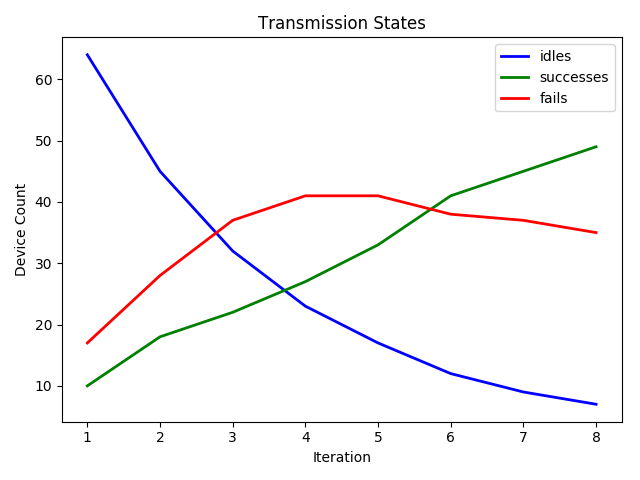 Transmission States
idles
successes
fails
Device Count
60
50
40
30
20
10
1 2 3 4 5 6 7 8
Iteration